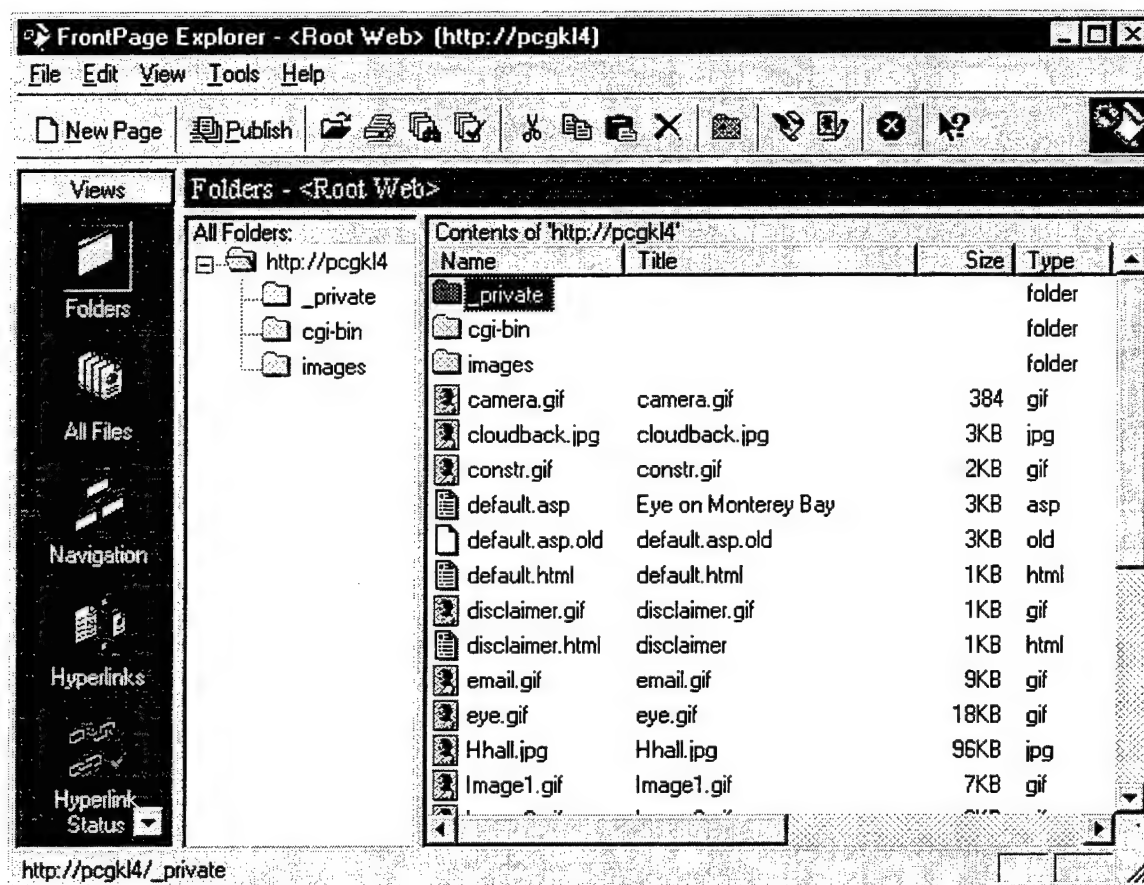 FrontPage Explorer - <Root Web> (http://pcgkl4)
File Edit View Tools Help
New Page Publish
Views
Folders - <Root Web>
Folders
All Files
Navigation
Hyperlinks
Hyperlink Status
All Folders:
http://pcgkl4
_private
cgi-bin
images
Contents of 'http://pcgkl4'
Name Title Size Type
_private folder
cgi-bin folder
images folder
camera.gif camera.gif 384 gif
cloudback.jpg cloudback.jpg 3KB jpg
constr.gif constr.gif 2KB gif
default.asp Eye on Monterey Bay 3KB asp
default.asp.old default.asp.old 3KB old
default.html default.html 1KB html
disclaimer.gif disclaimer.gif 1KB gif
disclaimer.html disclaimer 1KB html
email.gif email.gif 9KB gif
eye.gif eye.gif 18KB gif
Hhall.jpg Hhall.jpg 96KB jpg
Image1.gif Image1.gif 7KB gif
http://pcgkl4/_private